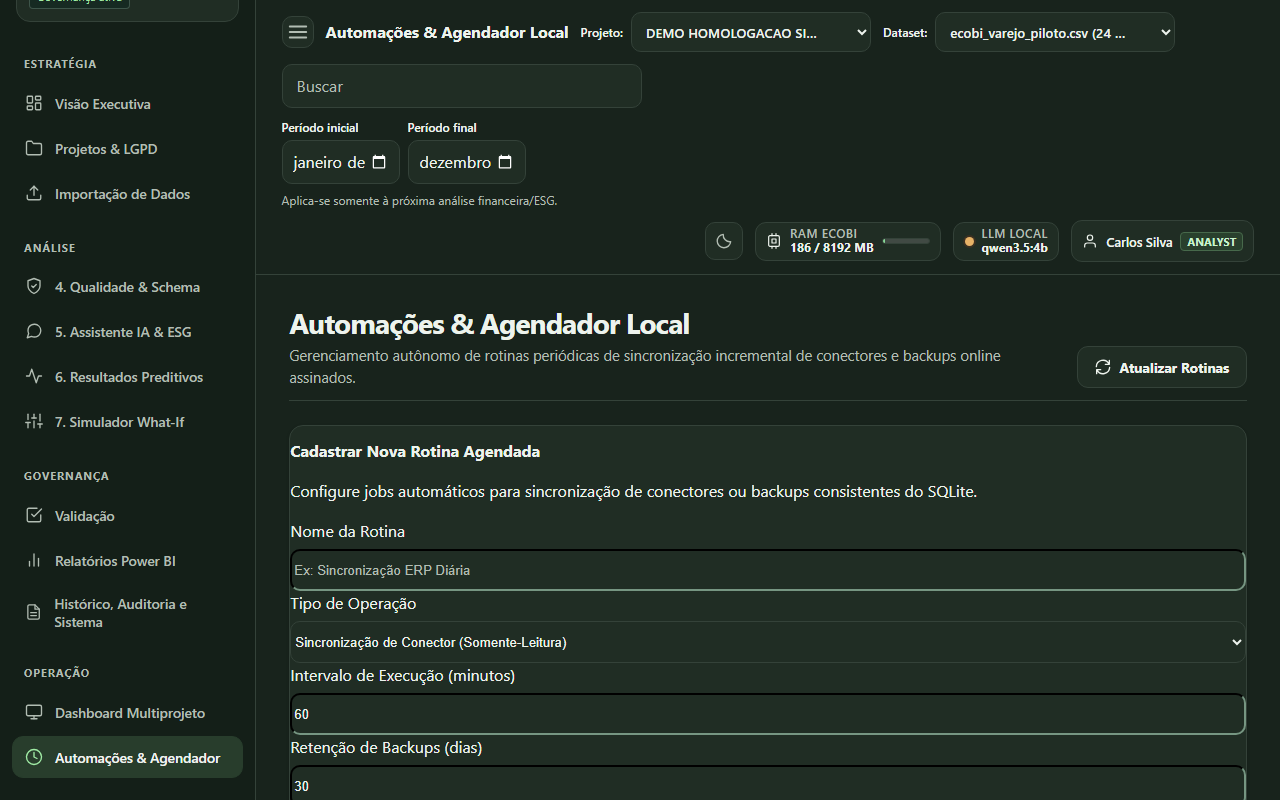 ESTRATÉGIA
Visão Executiva
Projetos & LGPD
Importação de Dados
ANÁLISE
4. Qualidade & Schema
5. Assistente IA & ESG
6. Resultados Preditivos
7. Simulador What-If
GOVERNANÇA
Validação
Relatórios Power BI
Histórico, Auditoria e
Sistema
OPERAÇÃO
Dashboard Multiprojeto
Automações & Agendador
Automações & Agendador Local
Projeto:
DEMO HOMOLOGACAO SI...
Dataset:
ecobi_varejo_piloto.csv (24 ...
Buscar
Período inicial
Período final
janeiro de
dezembro
Aplica-se somente à próxima análise financeira/ESG.
RAM ECOBI
186 / 8192 MB
LLM LOCAL
qwen3.5:4b
Carlos Silva
ANALYST
Automações & Agendador Local
Gerenciamento autônomo de rotinas periódicas de sincronização incremental de conectores e backups online
assinados.
Atualizar Rotinas
Cadastrar Nova Rotina Agendada
Configure jobs automáticos para sincronização de conectores ou backups consistentes do SQLite.
Nome da Rotina
Ex: Sincronização ERP Diária
Tipo de Operação
Sincronização de Conector (Somente-Leitura)
Intervalo de Execução (minutos)
60
Retenção de Backups (dias)
30